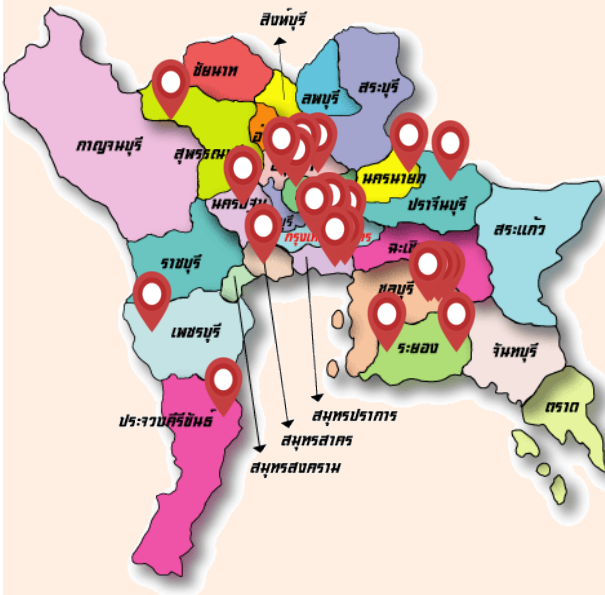 สิงห์บุรี
ชัยนาท
ลพบุรี
สระบุรี
กาญจนบุรี
นครนายก
ปราจีนบุรี
สระแก้ว
ราชบุรี
ชลบุรี
เพชรบุรี
ระยอง
จันทบุรี
ตราด
ประจวบคีรีขันธ์
สมุทรปราการ
สมุทรสาคร
สมุทรสงคราม